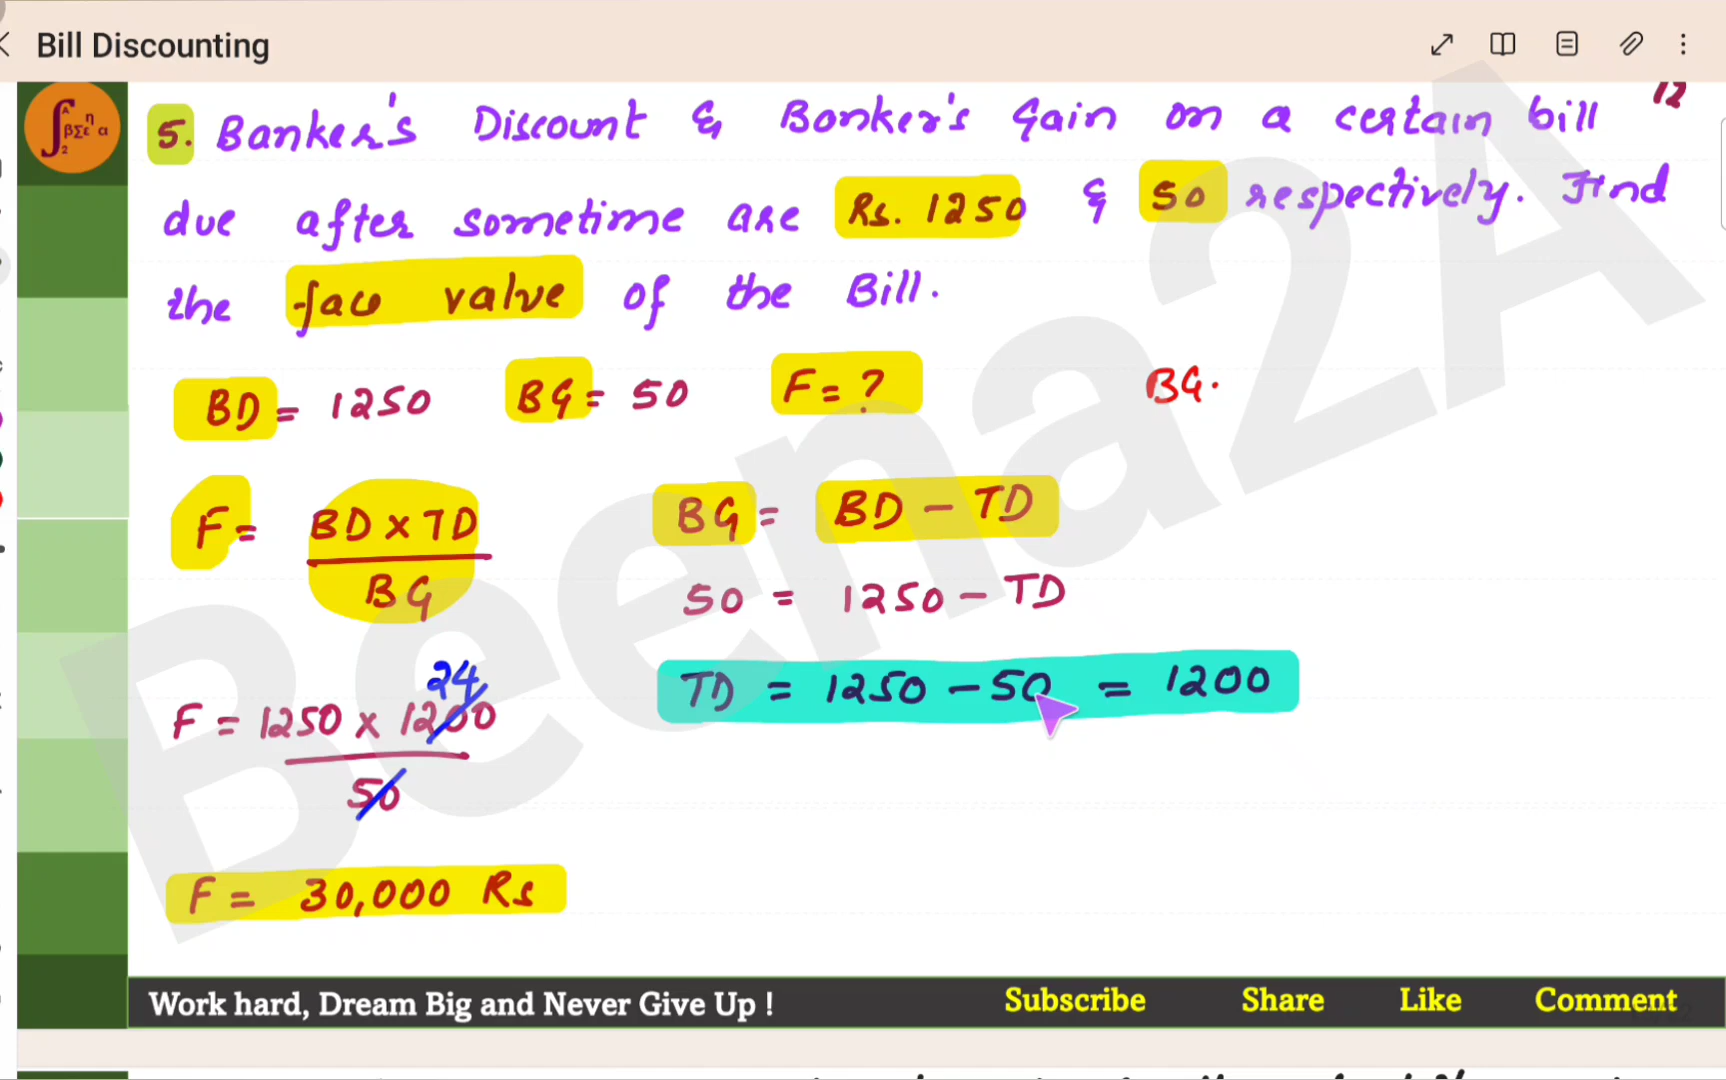 Bill Discounting
12
5. Banker's Discount & Banker's Gain on a certain bill
due after sometime are Rs. 1250 & 50 respectively. Find
the face value of the Bill.
BD = 1250 BG = 50 F = ? BG.
F = BD x TD / BG
BG = BD - TD
50 = 1250 - TD
TD = 1250 - 50 = 1200
24
F = 1250 x 1200 / 50
F = 30,000 Rs
Beena2A
Work hard, Dream Big and Never Give Up ! Subscribe Share Like Comment